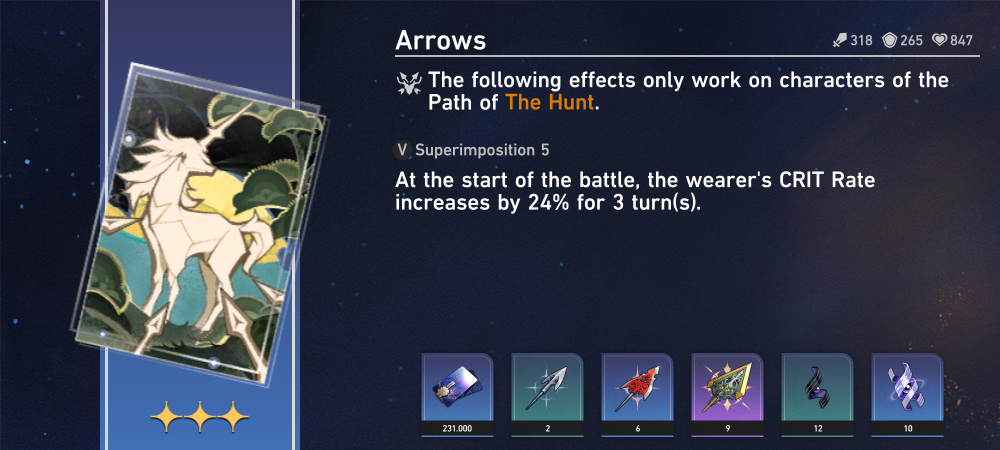 Arrows
318 265 847
The following effects only work on characters of the
Path of The Hunt.
V Superimposition 5
At the start of the battle, the wearer's CRIT Rate
increases by 24% for 3 turn(s).
231.000 2 6 9 12 10